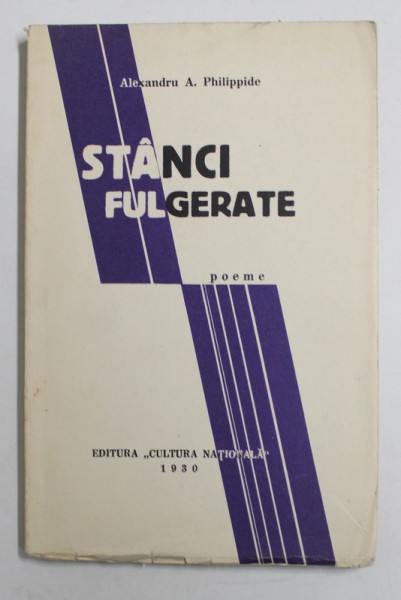 Alexandru A. Philippide
STÂNCI
FULGERATE
poeme
EDITURA „CULTURA NAȚIONALĂ"
1930